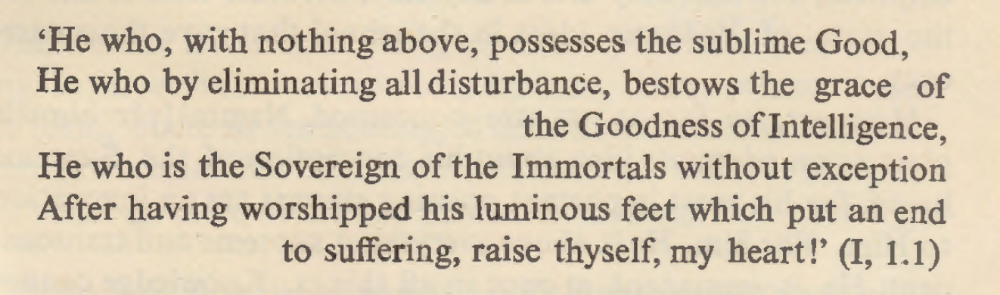 ‘He who, with nothing above, possesses the sublime Good,
He who by eliminating all disturbance, bestows the grace of
the Goodness of Intelligence,
He who is the Sovereign of the Immortals without exception
After having worshipped his luminous feet which put an end
to suffering, raise thyself, my heart!’ (I, 1.1)